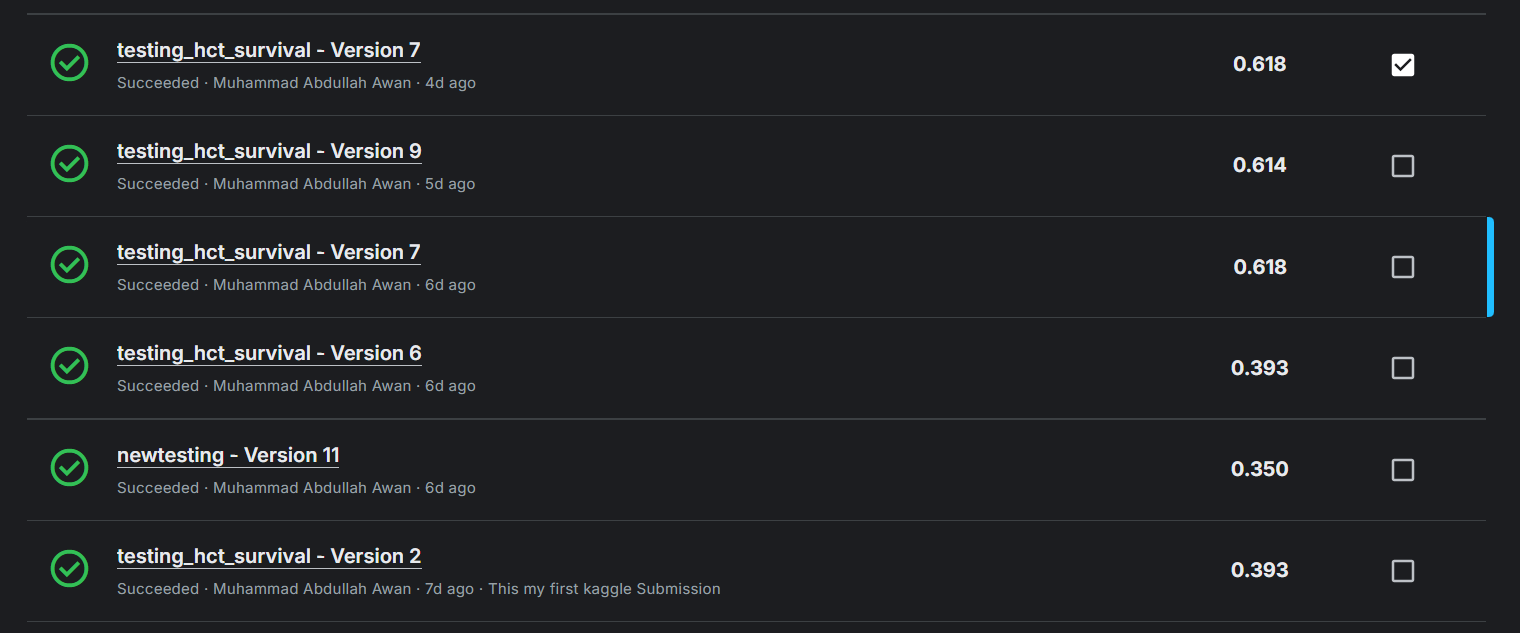 testing_hct_survival - Version 7
0.618
Succeeded · Muhammad Abdullah Awan · 4d ago
testing_hct_survival - Version 9
0.614
Succeeded · Muhammad Abdullah Awan · 5d ago
testing_hct_survival - Version 7
0.618
Succeeded · Muhammad Abdullah Awan · 6d ago
testing_hct_survival - Version 6
0.393
Succeeded · Muhammad Abdullah Awan · 6d ago
newtesting - Version 11
0.350
Succeeded · Muhammad Abdullah Awan · 6d ago
testing_hct_survival - Version 2
0.393
Succeeded · Muhammad Abdullah Awan · 7d ago · This my first kaggle Submission